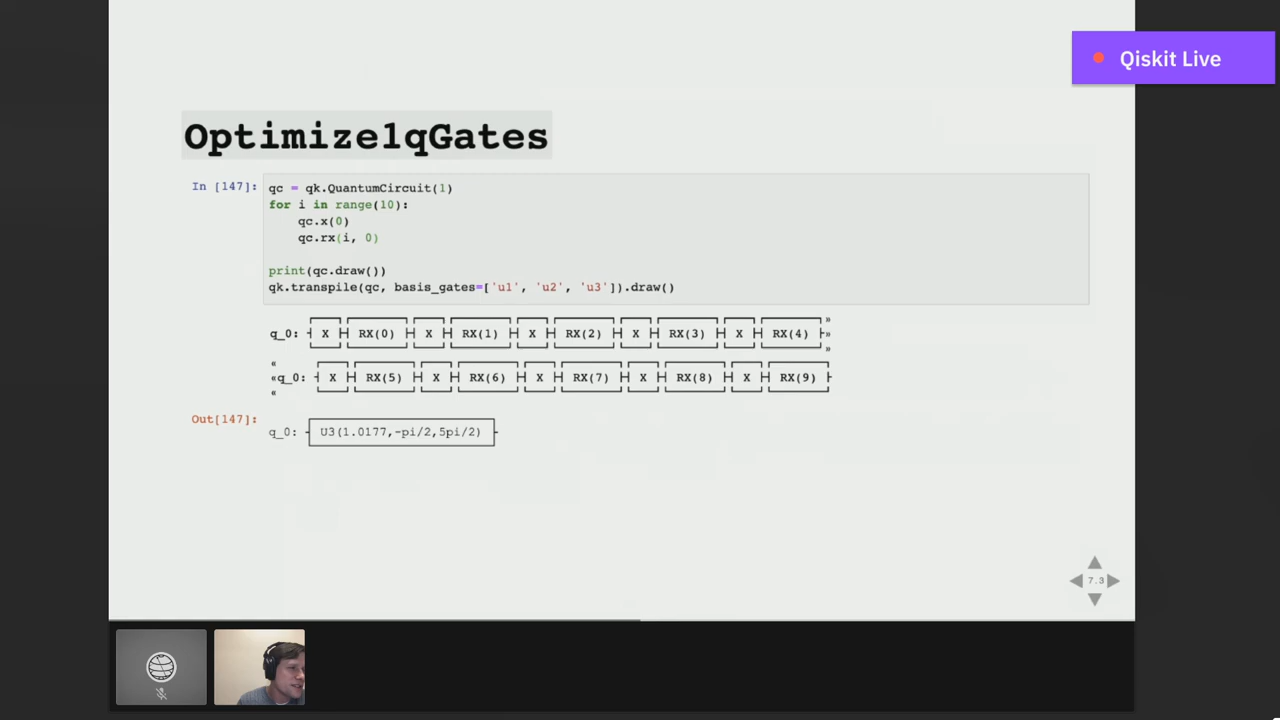 Qiskit Live
Optimize1qGates
In [147]:
qc = qk.QuantumCircuit(1)
for i in range(10):
    qc.x(0)
    qc.rx(i, 0)
print(qc.draw())
qk.transpile(qc, basis_gates=['u1', 'u2', 'u3']).draw()
q_0: X RX(0) X RX(1) X RX(2) X RX(3) X RX(4) »
«q_0: X RX(5) X RX(6) X RX(7) X RX(8) X RX(9)
Out[147]:
q_0: U3(1.0177,-pi/2,5pi/2)
7.3